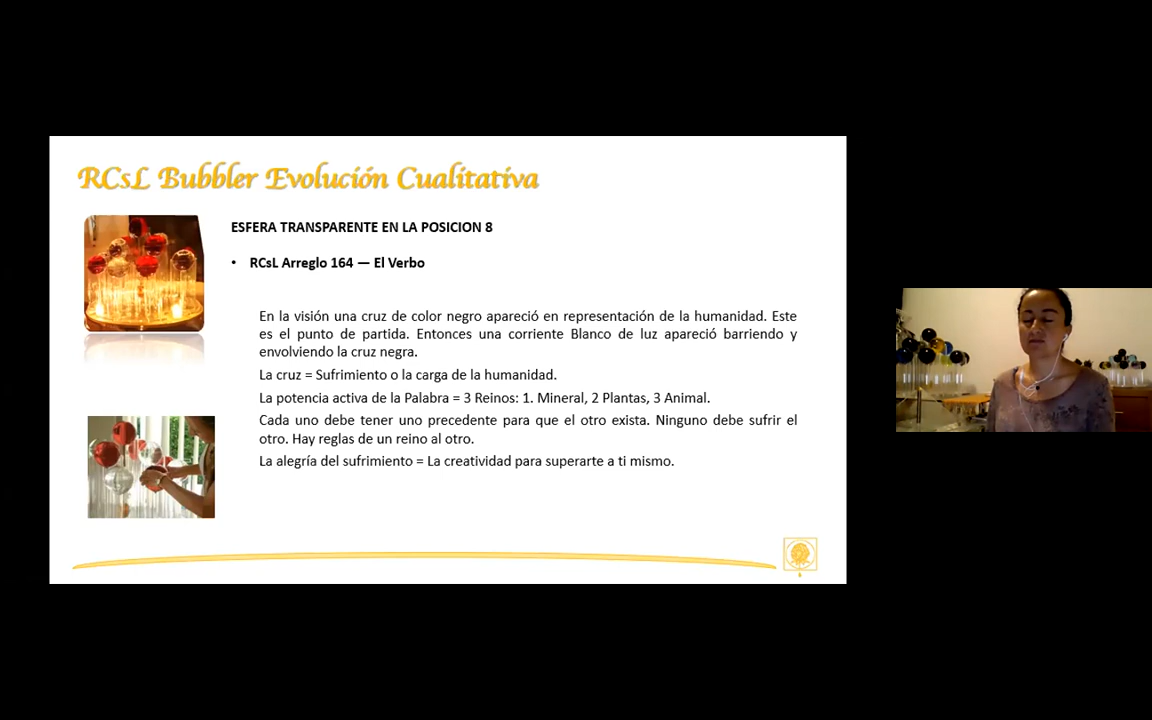 RCsL Bubbler Evolución Cualitativa
ESFERA TRANSPARENTE EN LA POSICION 8
• RCsL Arreglo 164 — El Verbo
En la visión una cruz de color negro apareció en representación de la humanidad. Este
es el punto de partida. Entonces una corriente Blanco de luz apareció barriendo y
envolviendo la cruz negra.
La cruz = Sufrimiento o la carga de la humanidad.
La potencia activa de la Palabra = 3 Reinos: 1. Mineral, 2 Plantas, 3 Animal.
Cada uno debe tener uno precedente para que el otro exista. Ninguno debe sufrir el
otro. Hay reglas de un reino al otro.
La alegría del sufrimiento = La creatividad para superarte a ti mismo.